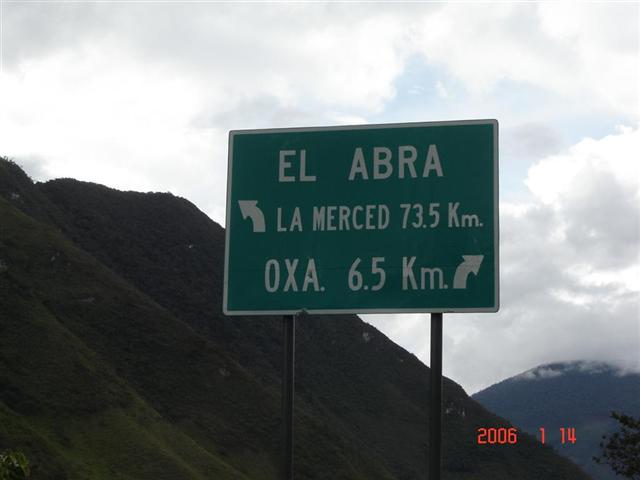 EL ABRA
LA MERCED 73.5 Km.
OXA. 6.5 Km.
2006 1 14